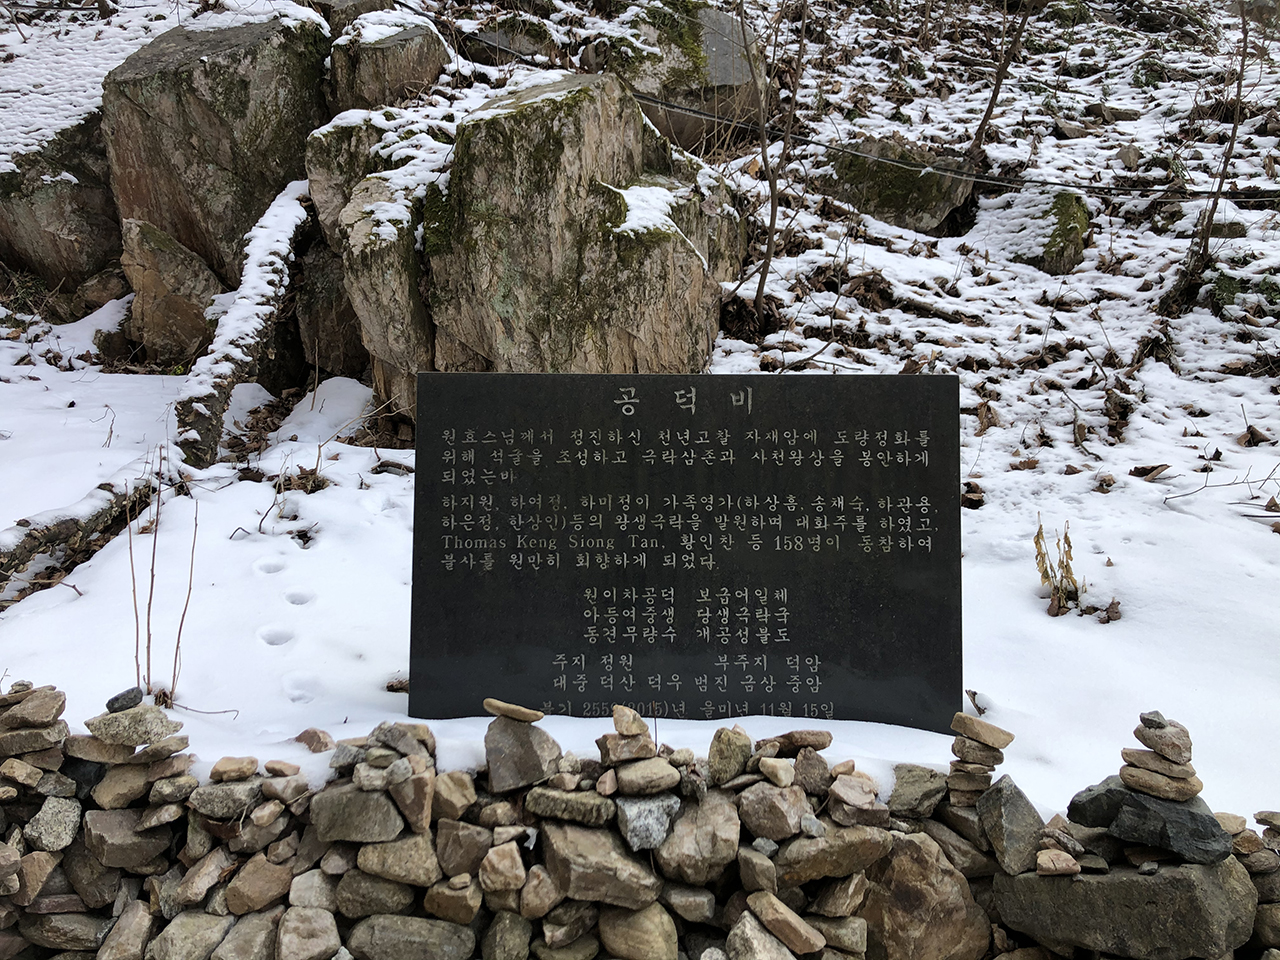 공덕비
원효스님께서 정진하신 천년고찰 자재암에 도량정화를
위해 석굴을 조성하고 극락삼존과 사천왕상을 봉안하게
되었는바
하지원, 하여정, 하미정이 가족영가(하상흠, 송채숙, 하관용,
하은정, 한상인)등의 왕생극락을 발원하며 대화주를 하였고,
Thomas Keng Siong Tan, 황인찬 등 158명이 동참하여
불사를 원만히 회향하게 되었다.
원이차공덕 보급어일체
아등여중생 당생극락국
동견무량수 개공성불도
주지 정원 부주지 덕암
대중 덕산 덕우 범진 금상 중암
불기 2559(2015)년 을미년 11월 15일